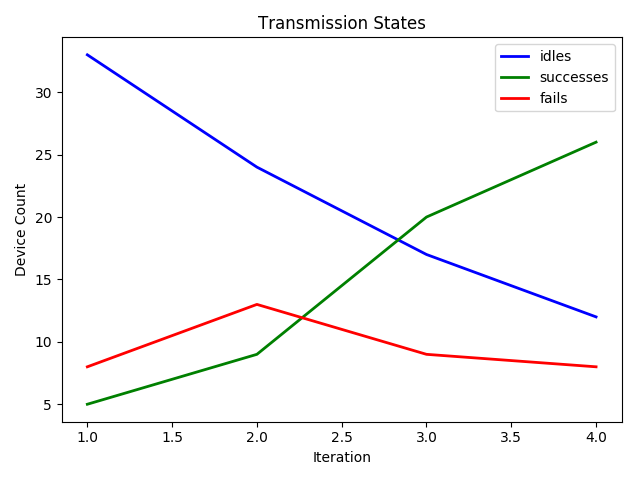 Transmission States
idles
successes
fails
Device Count
30
25
20
15
10
5
1.0 1.5 2.0 2.5 3.0 3.5 4.0
Iteration